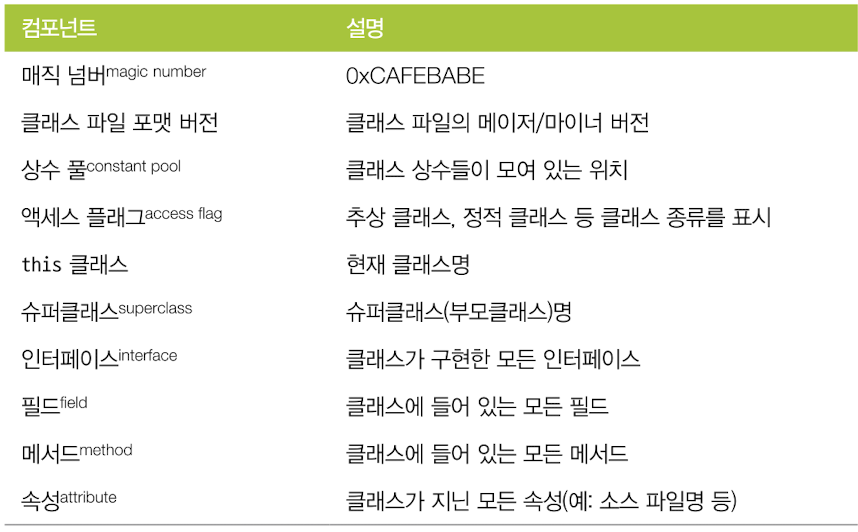 컴포넌트 설명
매직 넘버magic number 0xCAFEBABE
클래스 파일 포맷 버전 클래스 파일의 메이저/마이너 버전
상수 풀constant pool 클래스 상수들이 모여 있는 위치
액세스 플래그access flag 추상 클래스, 정적 클래스 등 클래스 종류를 표시
this 클래스 현재 클래스명
슈퍼클래스superclass 슈퍼클래스(부모클래스)명
인터페이스interface 클래스가 구현한 모든 인터페이스
필드field 클래스에 들어 있는 모든 필드
메서드method 클래스에 들어 있는 모든 메서드
속성attribute 클래스가 지닌 모든 속성(예: 소스 파일명 등)